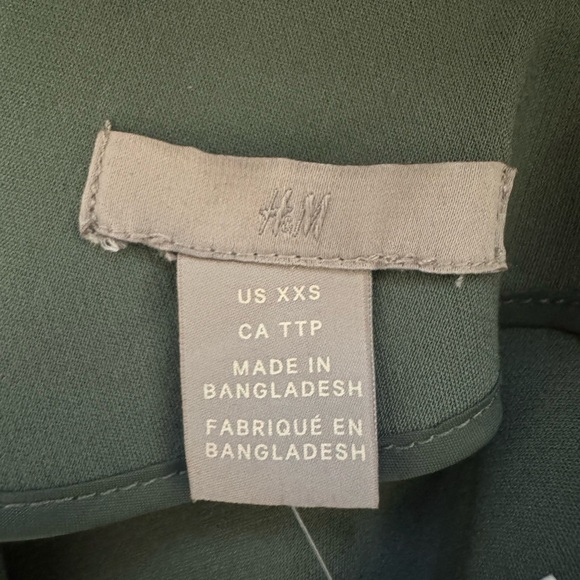 H&M
US XXS
CA TTP
MADE IN
BANGLADESH
FABRIQUÉ EN
BANGLADESH